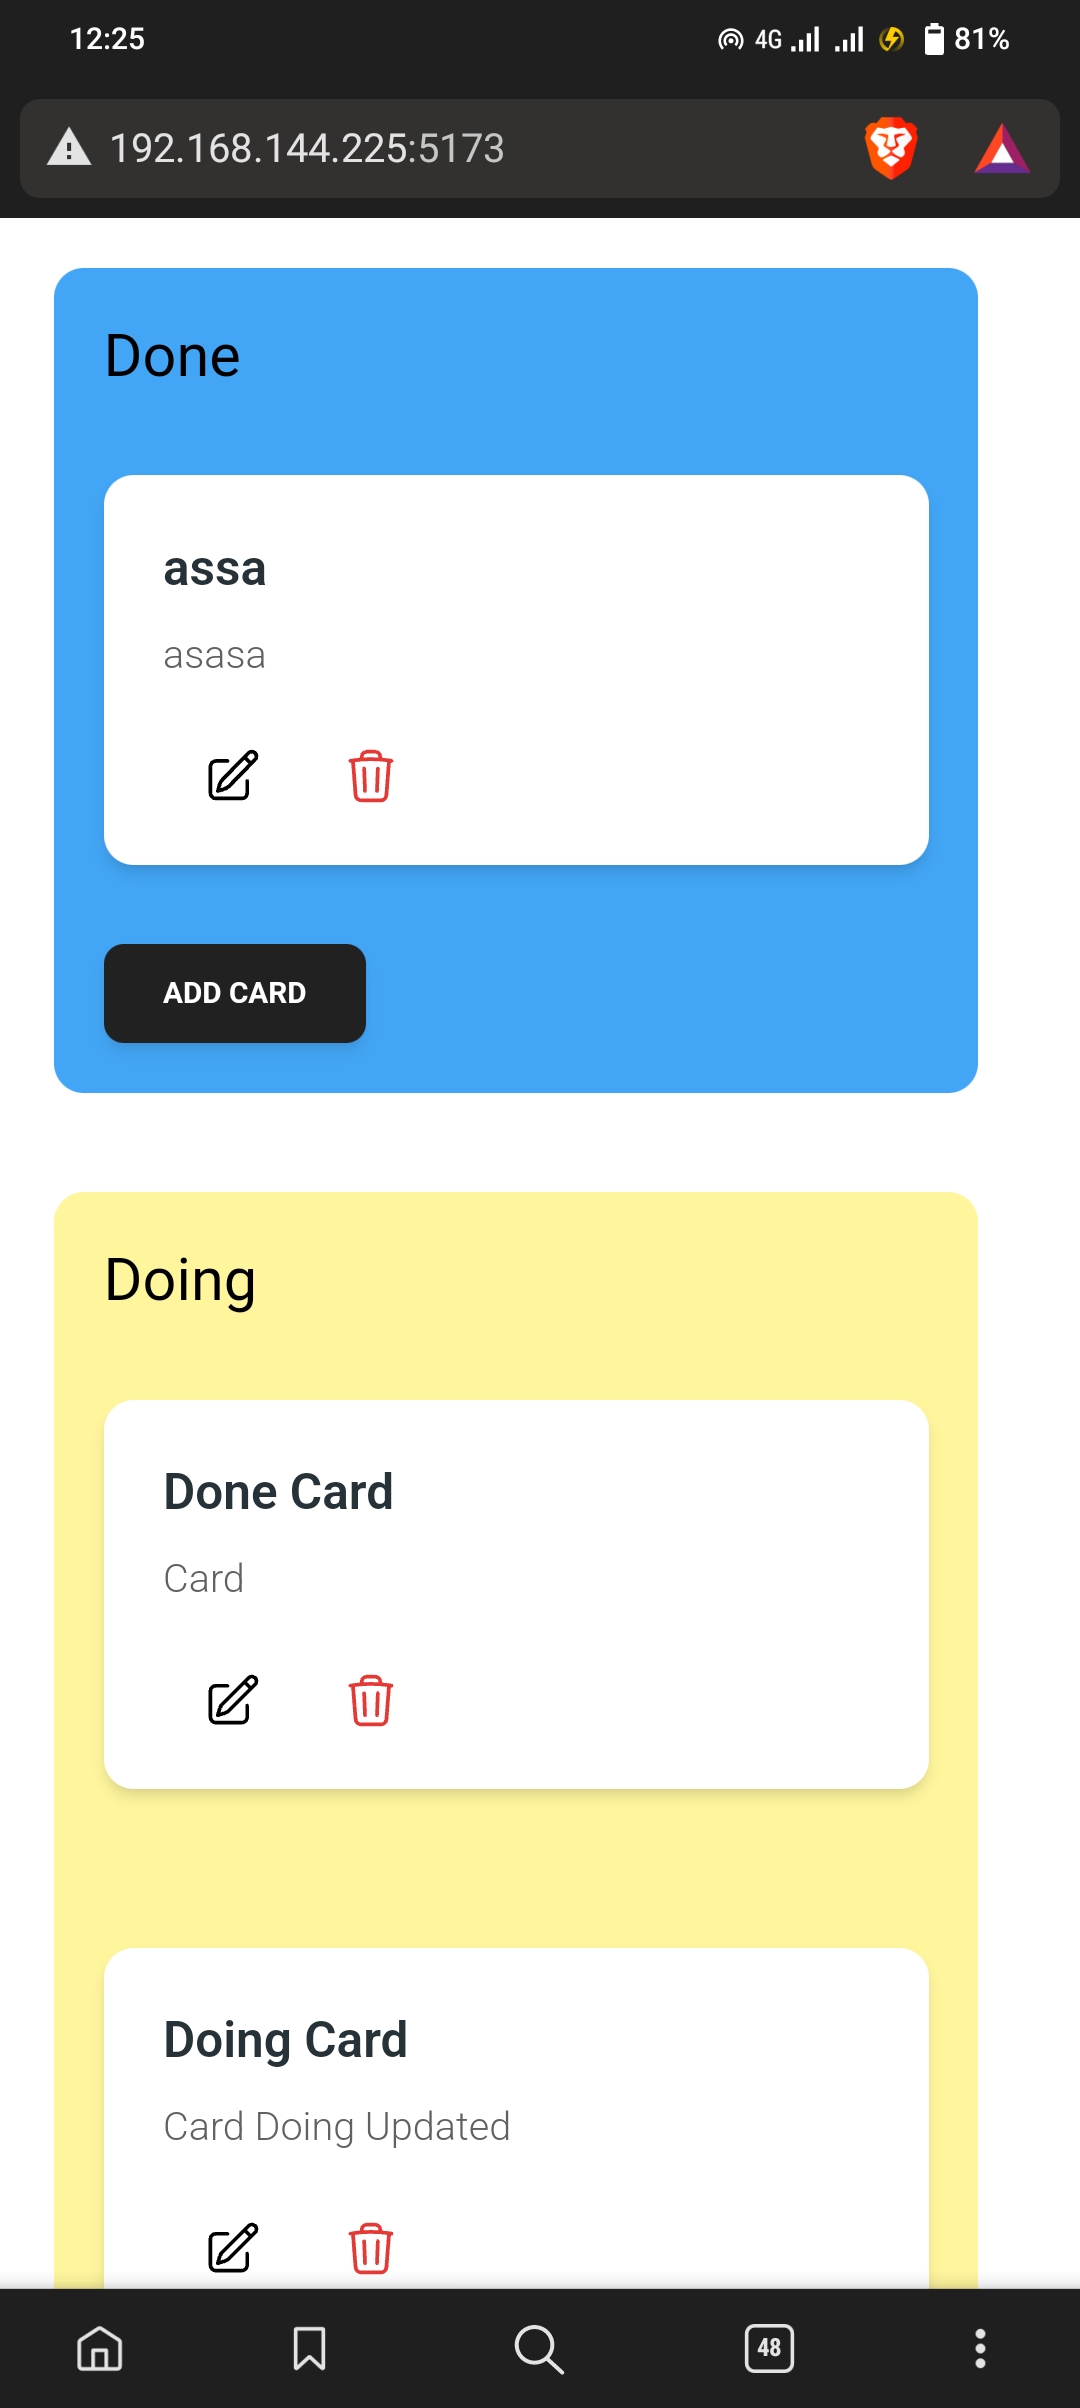 12:25
4G
81%
192.168.144.225:5173
Done
assa
asasa
ADD CARD
Doing
Done Card
Card
Doing Card
Card Doing Updated
48